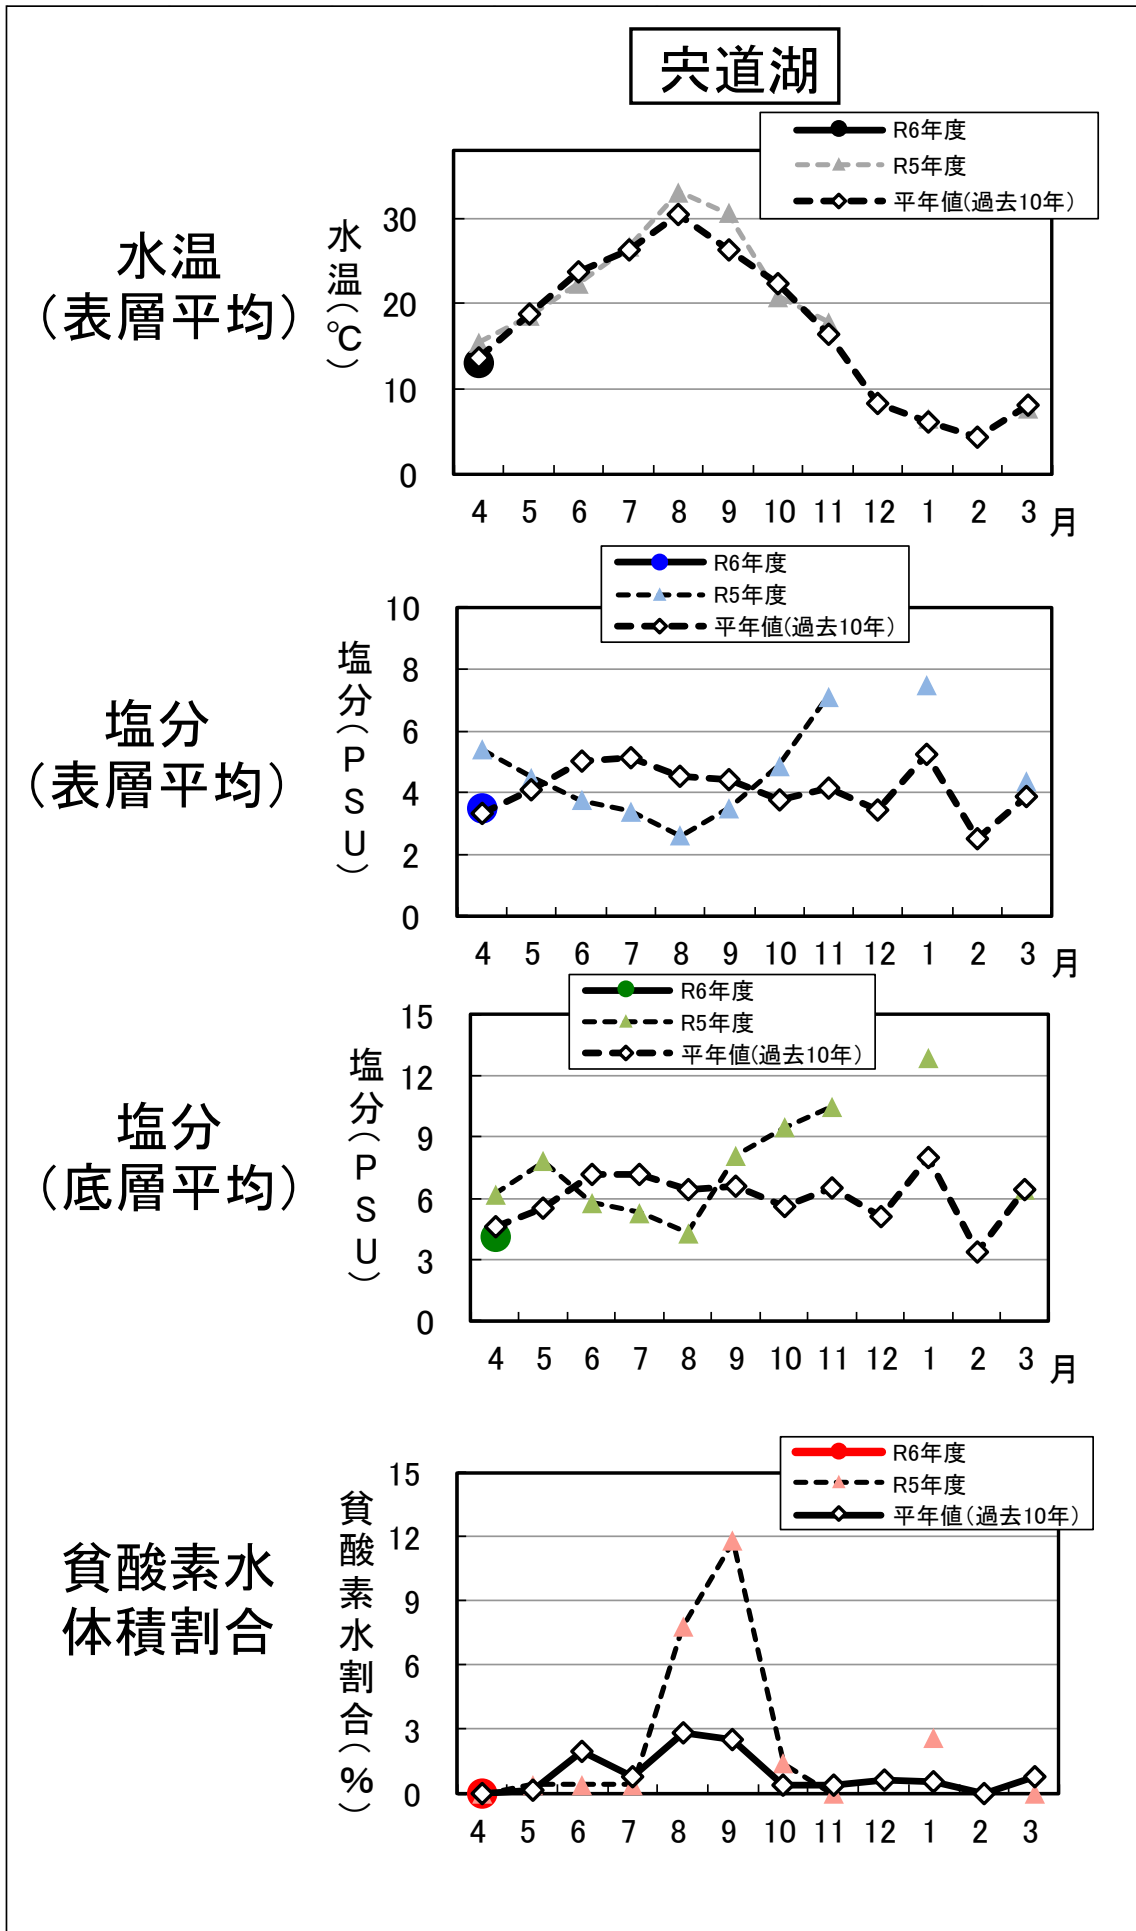 宍道湖
水温
（表層平均）
水温（℃）
R6年度
R5年度
平年値(過去10年）
30
20
10
0
4 5 6 7 8 9 10 11 12 1 2 3 月
塩分
（表層平均）
塩分（PSU）
R6年度
R5年度
平年値(過去10年）
10
8
6
4
2
0
4 5 6 7 8 9 10 11 12 1 2 3 月
塩分
（底層平均）
塩分（PSU）
R6年度
R5年度
平年値(過去10年）
15
12
9
6
3
0
4 5 6 7 8 9 10 11 12 1 2 3 月
貧酸素水
体積割合
貧酸素水割合（%）
R6年度
R5年度
平年値（過去10年）
15
12
9
6
3
0
4 5 6 7 8 9 10 11 12 1 2 3